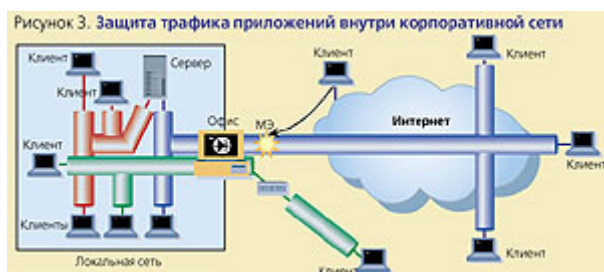 Рисунок 3. Защита трафика приложений внутри корпоративной сети
Клиент
Сервер
Клиент
Клиент
Клиент
Офис
МЭ
Интернет
Клиент
Клиент
Клиенты
Клиент
Локальная сеть
Клиент